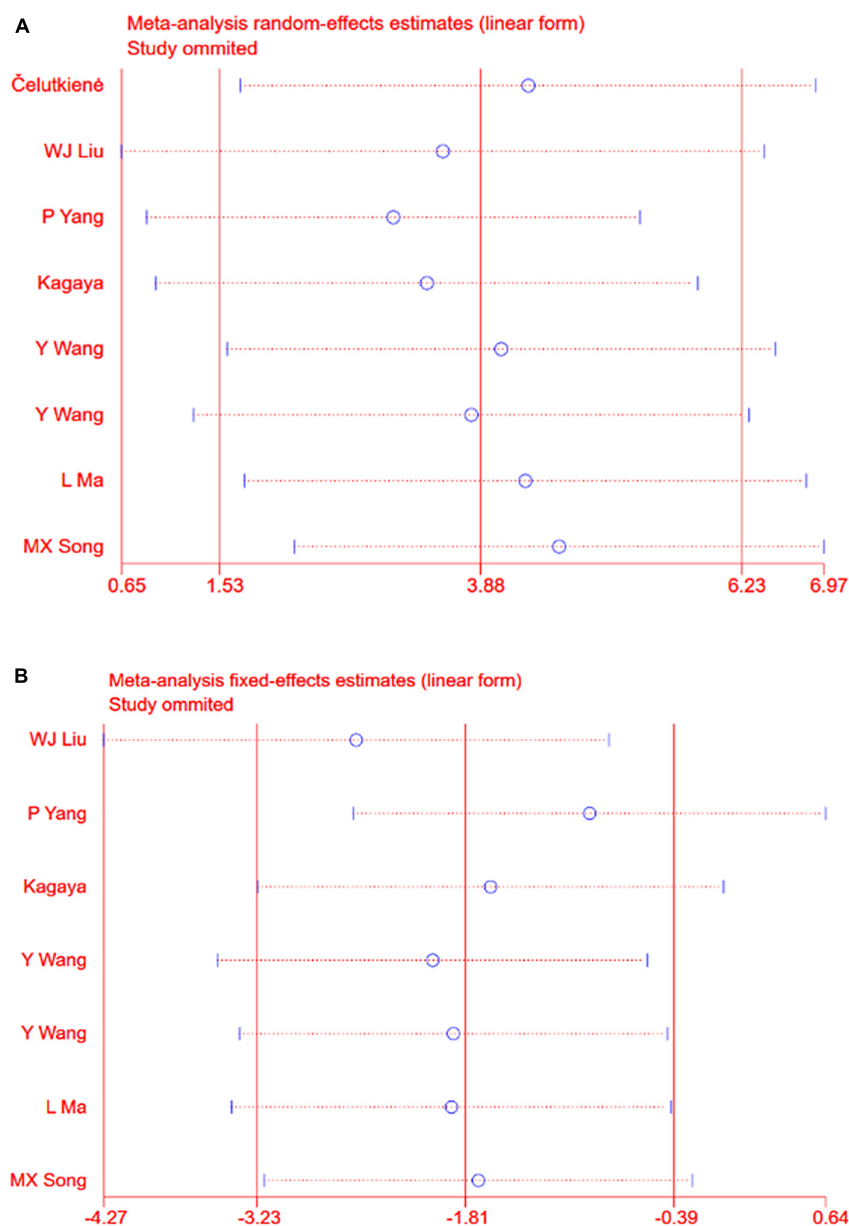 A
Meta-analysis random-effects estimates (linear form)
Study ommited
Čelutkienė
WJ Liu
P Yang
Kagaya
Y Wang
Y Wang
L Ma
MX Song
0.65 1.53 3.88 6.23 6.97
B
Meta-analysis fixed-effects estimates (linear form)
Study ommited
WJ Liu
P Yang
Kagaya
Y Wang
Y Wang
L Ma
MX Song
-4.27 -3.23 -1.81 -0.39 0.64